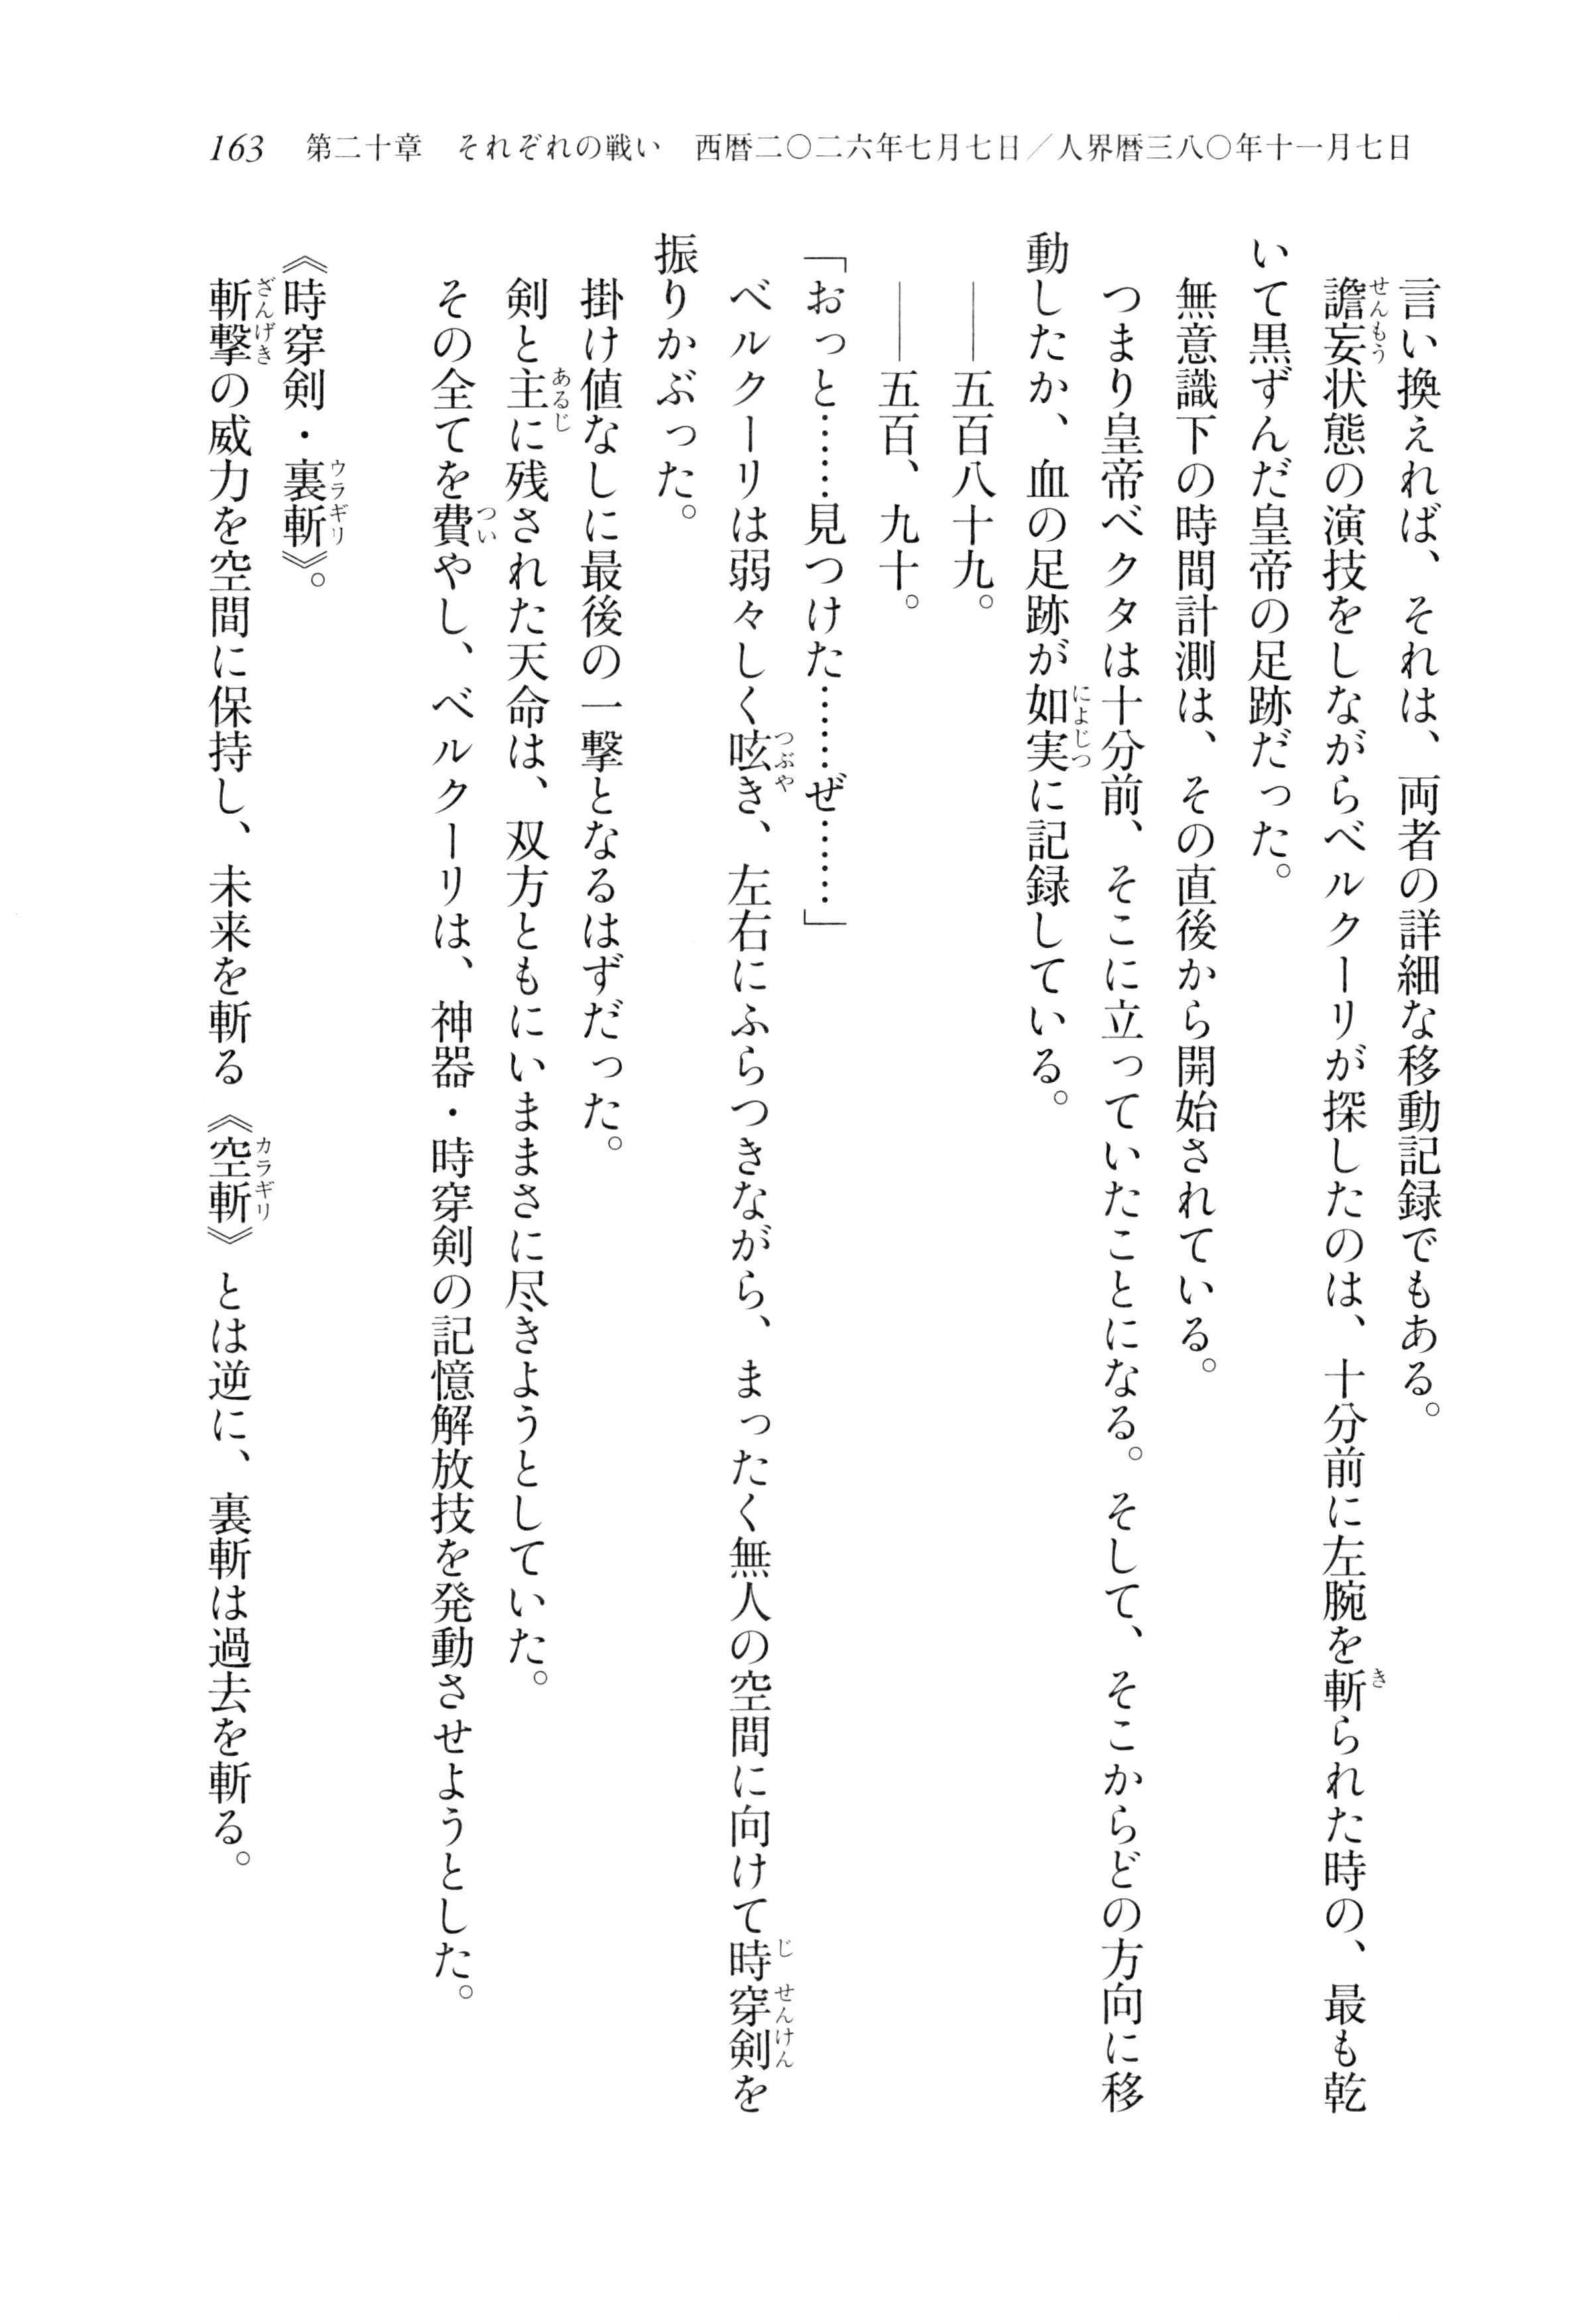 163　第二十章　それぞれの戦い　西暦二〇二六年七月七日／人界暦三八〇年十一月七日
　言い換えれば、それは、両者の詳細な移動記録でもある。
　譫妄状態の演技をしながらベルクーリが探したのは、十分前に左腕を斬られた時の、最も乾
いて黒ずんだ皇帝の足跡だった。
　無意識下の時間計測は、その直後から開始されている。
　つまり皇帝ベクタは十分前、そこに立っていたことになる。そして、そこからどの方向に移
動したか、血の足跡が如実に記録している。
　――五百八十九。
　――五百、九十。
「おっと……見つけた……ぜ……」
　ベルクーリは弱々しく呟き、左右にふらつきながら、まったく無人の空間に向けて時穿剣を
振りかぶった。
　掛け値なしに最後の一撃となるはずだった。
　剣と主に残された天命は、双方ともにいままさに尽きようとしていた。
　その全てを費やし、ベルクーリは、神器・時穿剣の記憶解放技を発動させようとした。
《時穿剣・裏斬》。
　斬撃の威力を空間に保持し、未来を斬る《空斬》とは逆に、裏斬は過去を斬る。